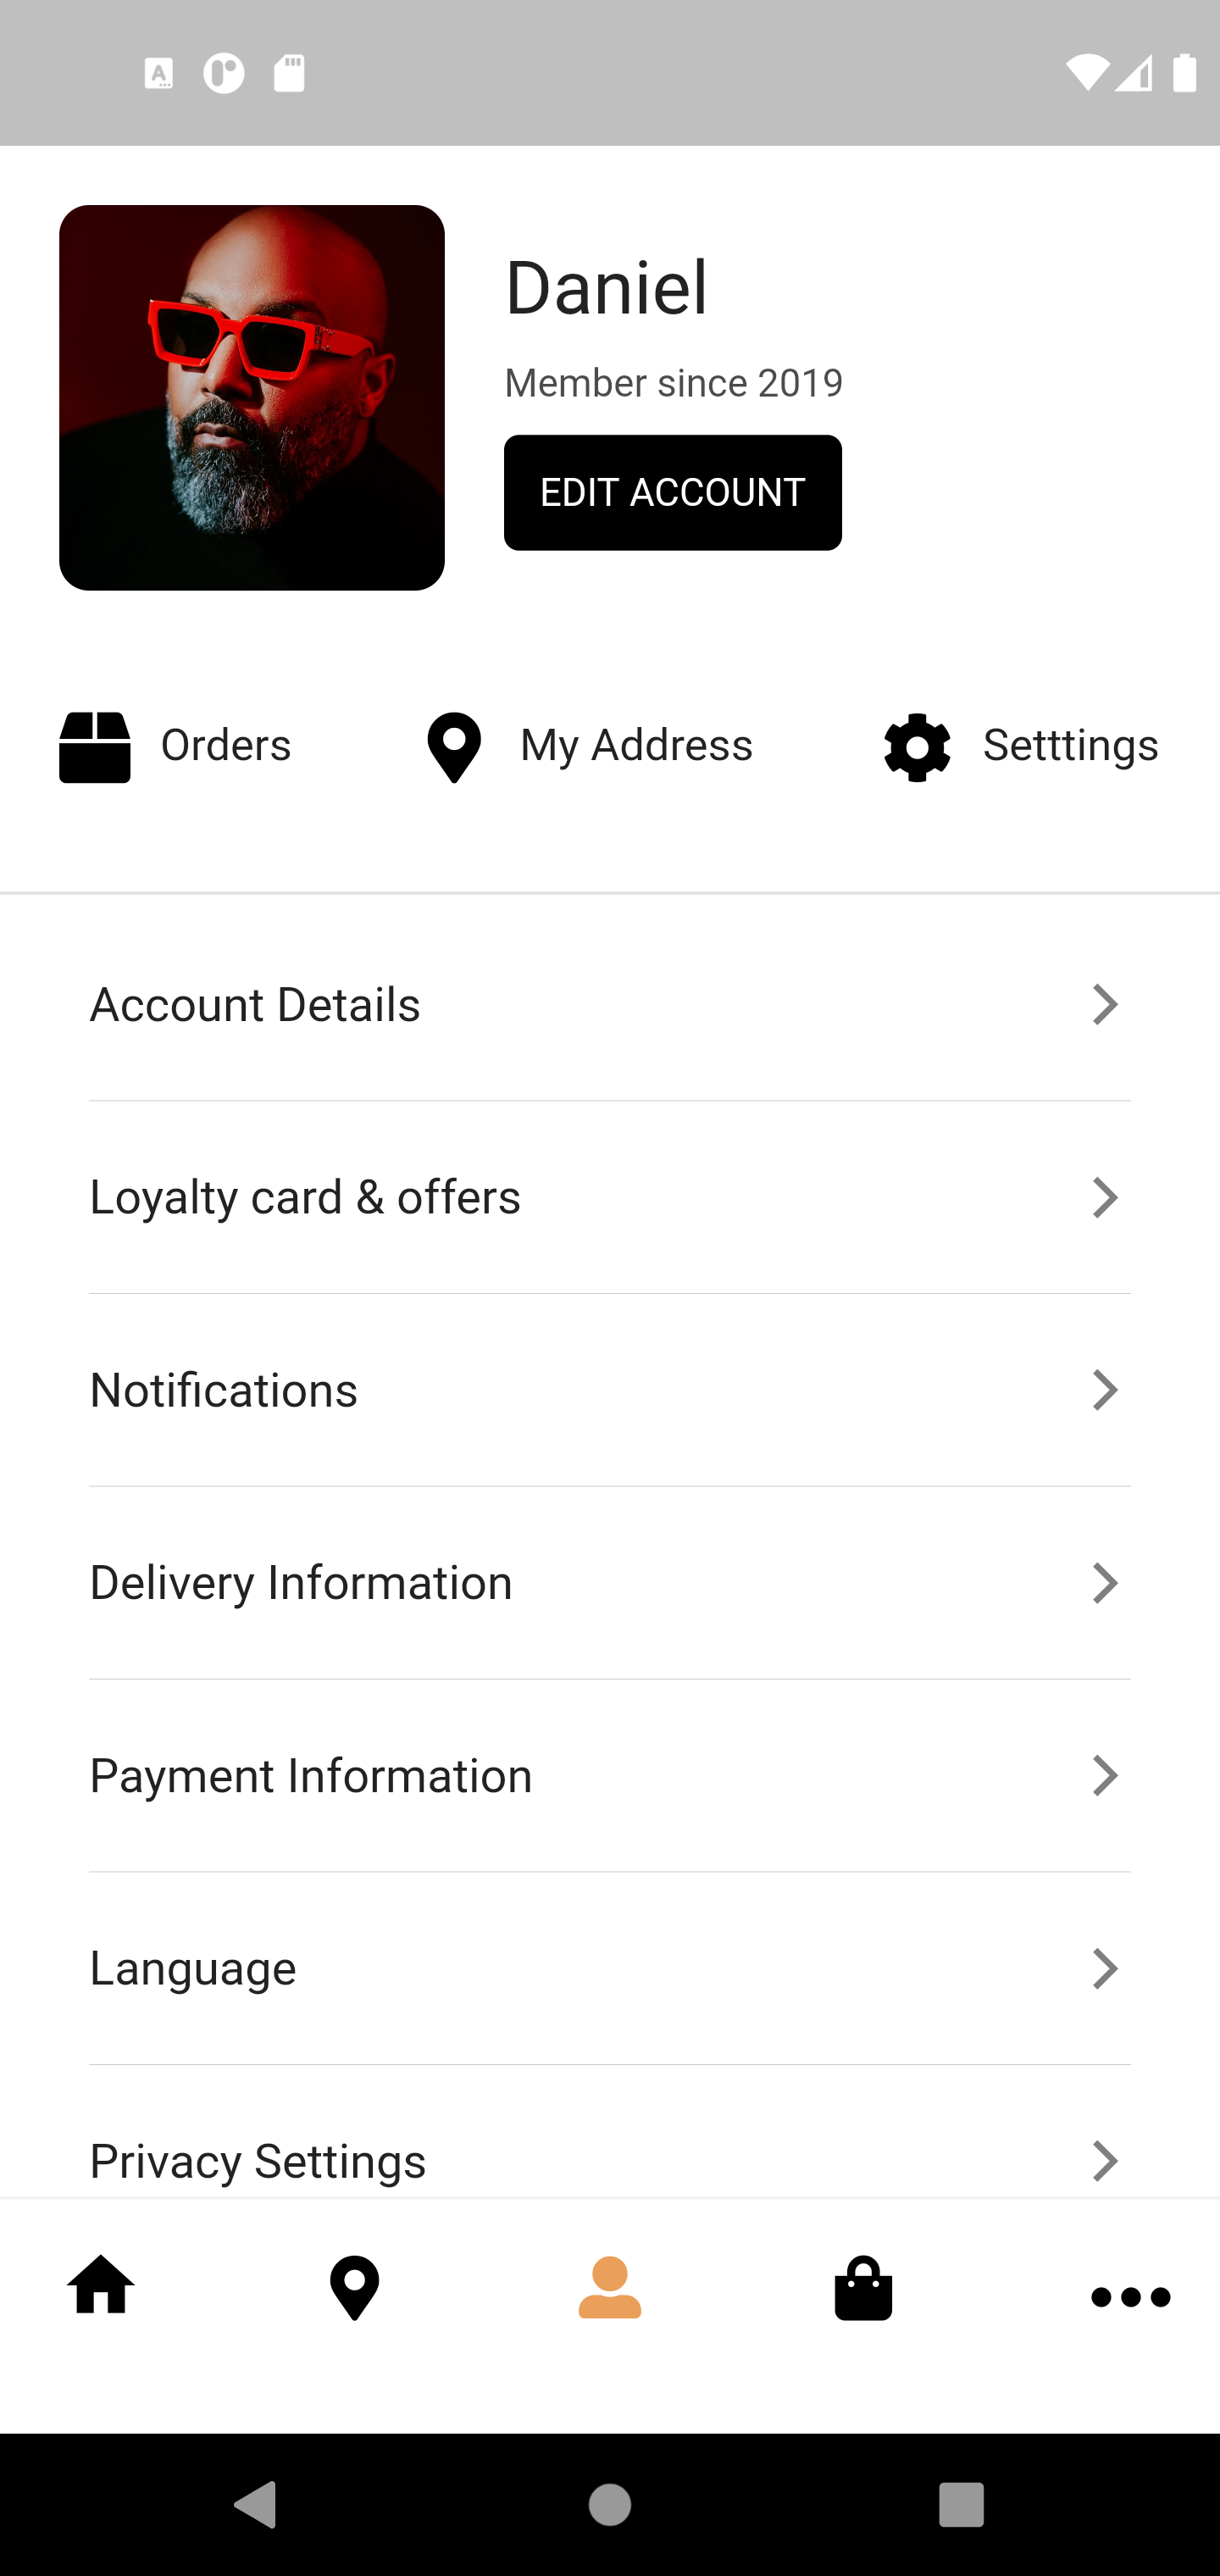 Daniel
Member since 2019
EDIT ACCOUNT
Orders
My Address
Setttings
Account Details
Loyalty card & offers
Notifications
Delivery Information
Payment Information
Language
Privacy Settings